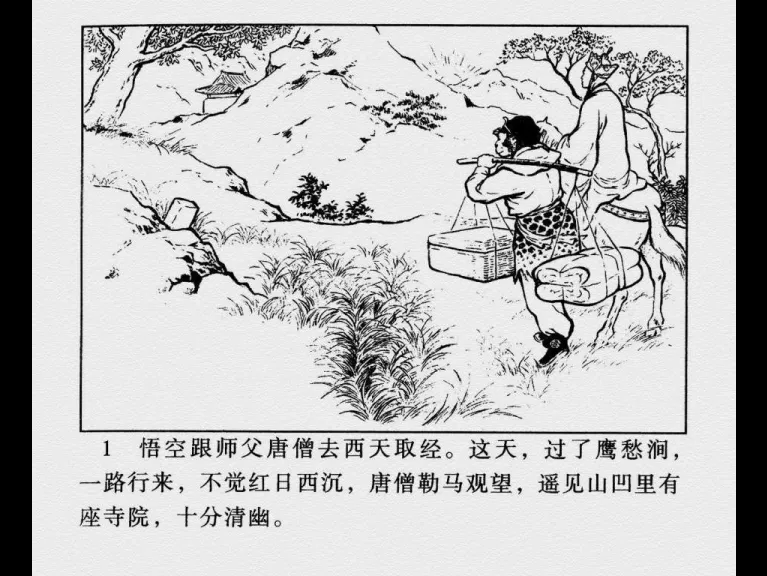 1 悟空跟师父唐僧去西天取经。这天，过了鹰愁涧，
一路行来，不觉红日西沉，唐僧勒马观望，遥见山凹里有
座寺院，十分清幽。